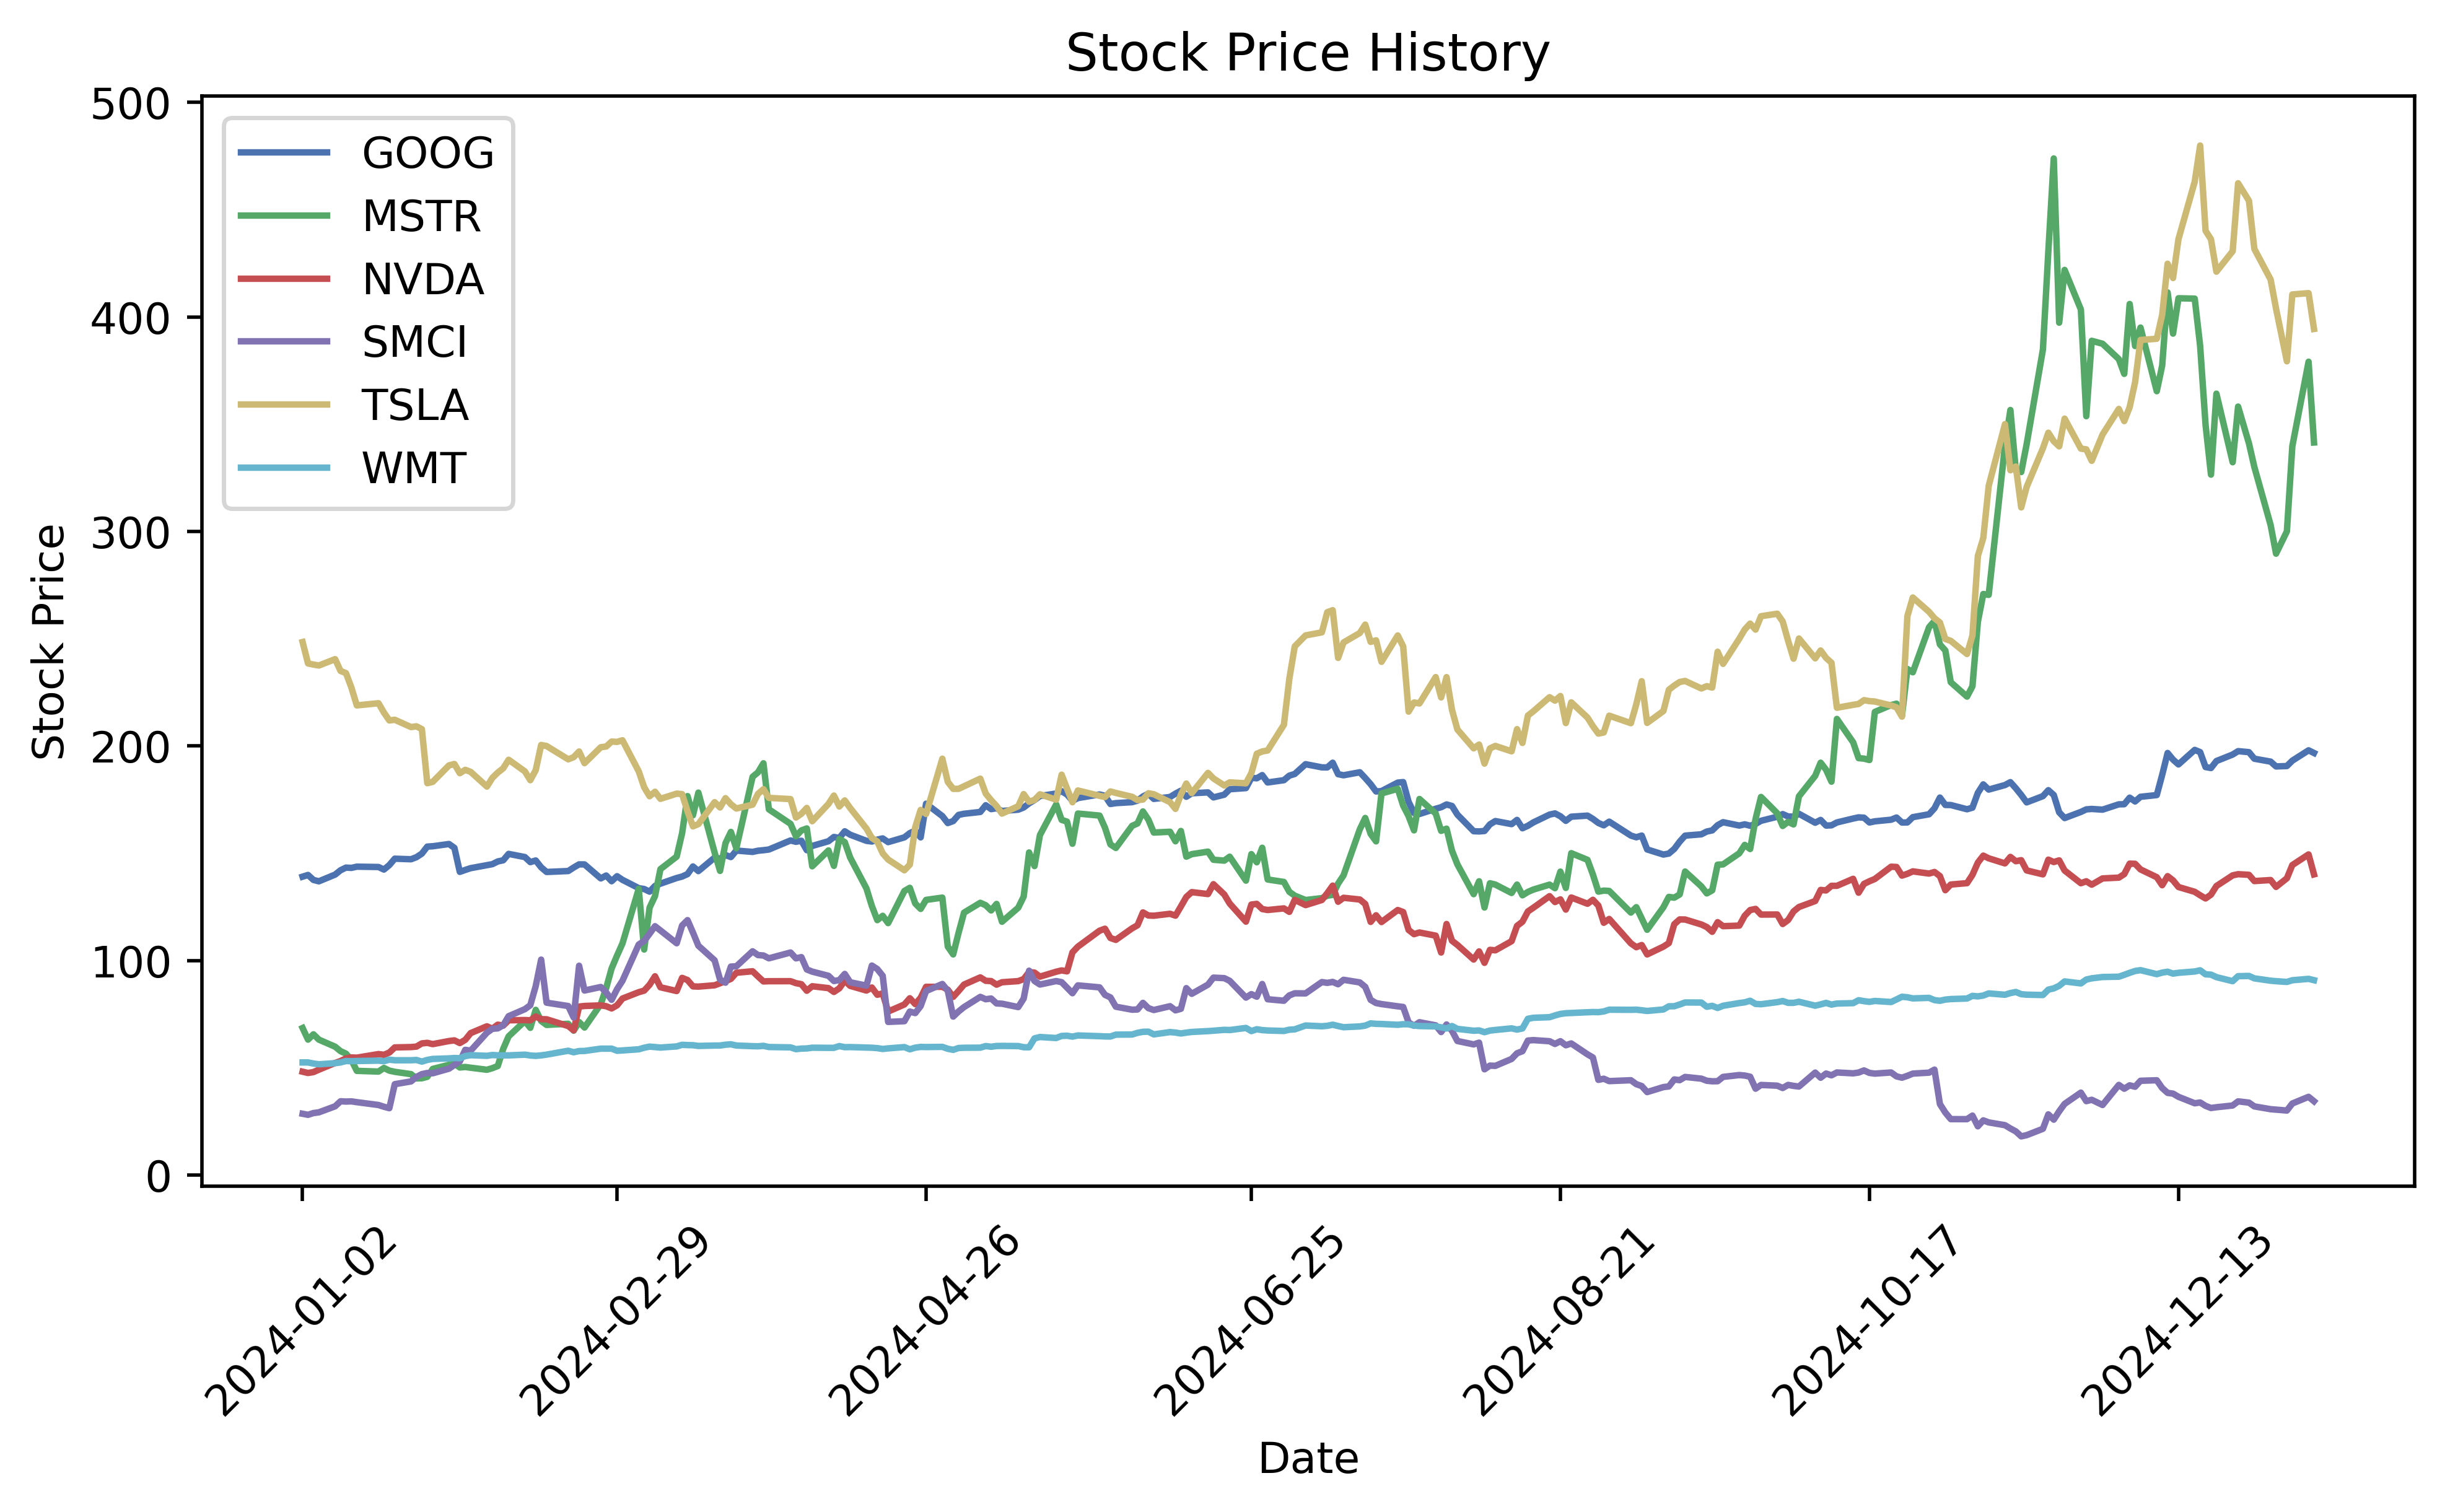 Stock Price History
500
400
300
200
100
0
Stock Price
GOOG
MSTR
NVDA
SMCI
TSLA
WMT
2024-01-02
2024-02-29
2024-04-26
2024-06-25
2024-08-21
2024-10-17
2024-12-13
Date